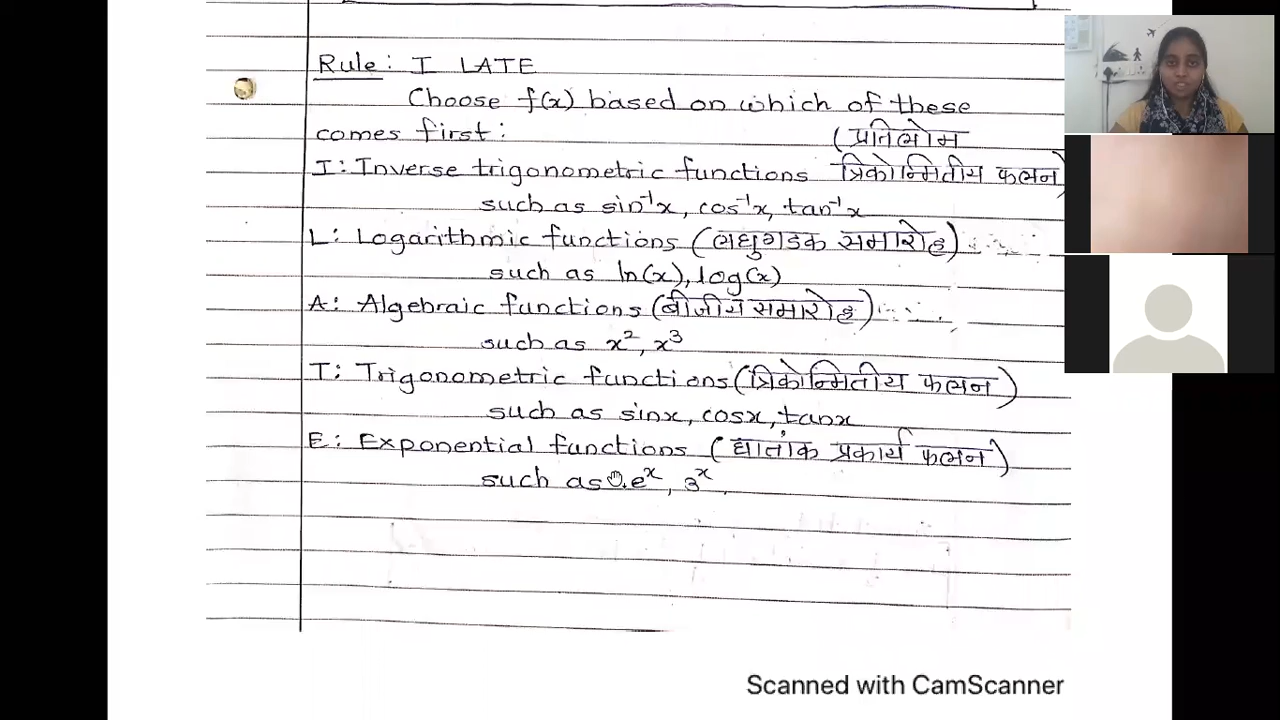 Rule: I LATE
Choose f(x) based on which of these
comes first:
(प्रतिलोम
I: Inverse trigonometric functions त्रिकोन्मितीय फलन)
such as sin⁻¹x, cos⁻¹x, tan⁻¹x
L: Logarithmic functions (लघुगडक समारोह)
such as ln(x), log(x)
A: Algebraic functions (बीजीय समारोह)
such as x², x³
T: Trigonometric functions (त्रिकोन्मितीय फलन)
such as sinx, cosx, tanx
E: Exponential functions (घातांक प्रकार्य फलन)
such as eˣ, 3ˣ
Scanned with CamScanner